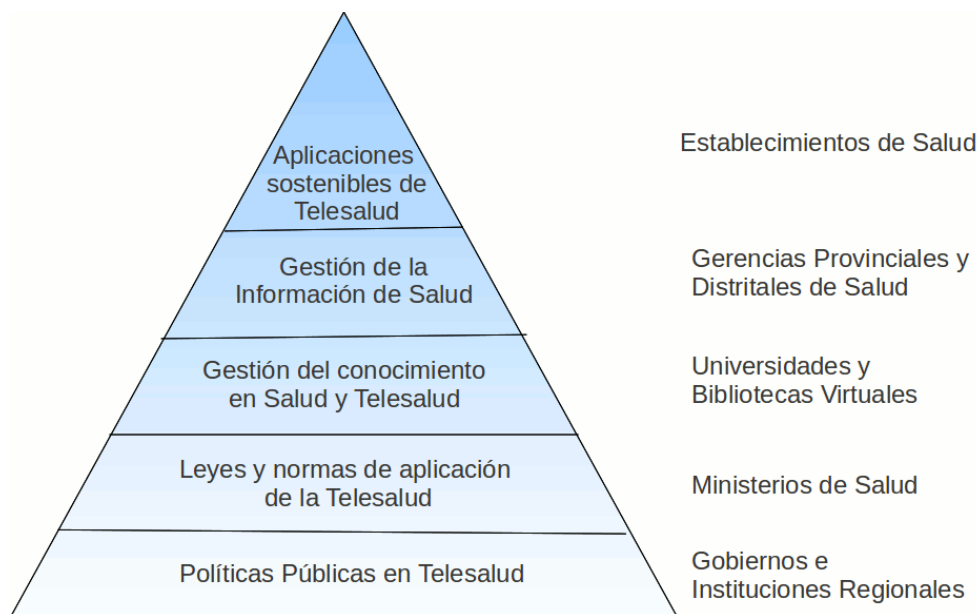 Aplicaciones
sostenibles de
Telesalud
Establecimientos de Salud
Gestión de la
Información de Salud
Gerencias Provinciales y
Distritales de Salud
Gestión del conocimiento
en Salud y Telesalud
Universidades y
Bibliotecas Virtuales
Leyes y normas de aplicación
de la Telesalud
Ministerios de Salud
Políticas Públicas en Telesalud
Gobiernos e
Instituciones Regionales